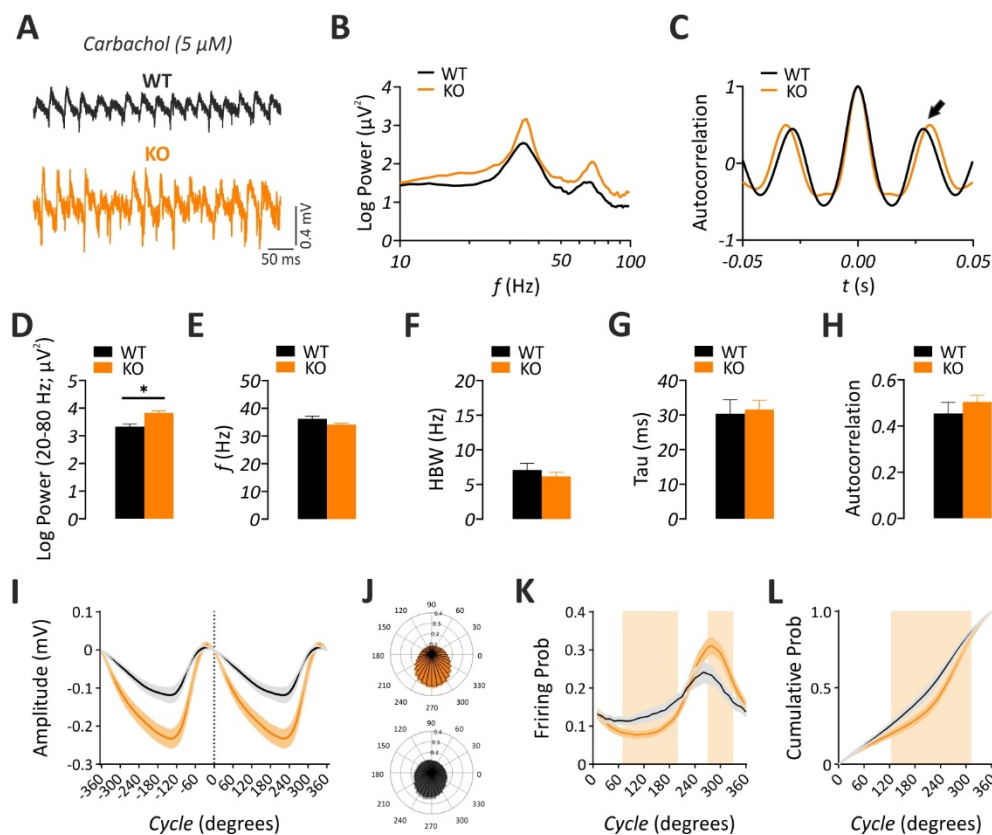 A
Carbachol (5 µM)
WT
KO
0.4 mV
50 ms
B
WT
KO
Log Power (µV²)
4
3
2
1
0
10
50
100
f (Hz)
C
WT
KO
Autocorrelation
1
0
-1
-0.05
0.00
0.05
t (s)
D
WT
KO
*
Log Power (20-80 Hz; µV²)
5
4
3
2
1
0
E
WT
KO
f (Hz)
50
40
30
20
10
0
F
WT
KO
HBW (Hz)
20
15
10
5
0
G
WT
KO
Tau (ms)
40
30
20
10
0
H
WT
KO
Autocorrelation
0.6
0.4
0.2
0.0
I
Amplitude (mV)
0.1
0
-0.1
-0.2
-0.3
-360 -300 -240 -180 -120 -60 0 60 120 180 240 300 360
Cycle (degrees)
J
90
120 60
150 30
180 0
210 330
240 300
270
0.4
0.3
90
120 60
150 30
180 0
210 330
240 300
270
0.4
0.3
K
Friring Prob
0.4
0.3
0.2
0.1
0
0 60 120 180 240 300 360
Cycle (degrees)
L
Cumulative Prob
1.0
0.5
0
0 60 120 180 240 300 360
Cycle (degrees)